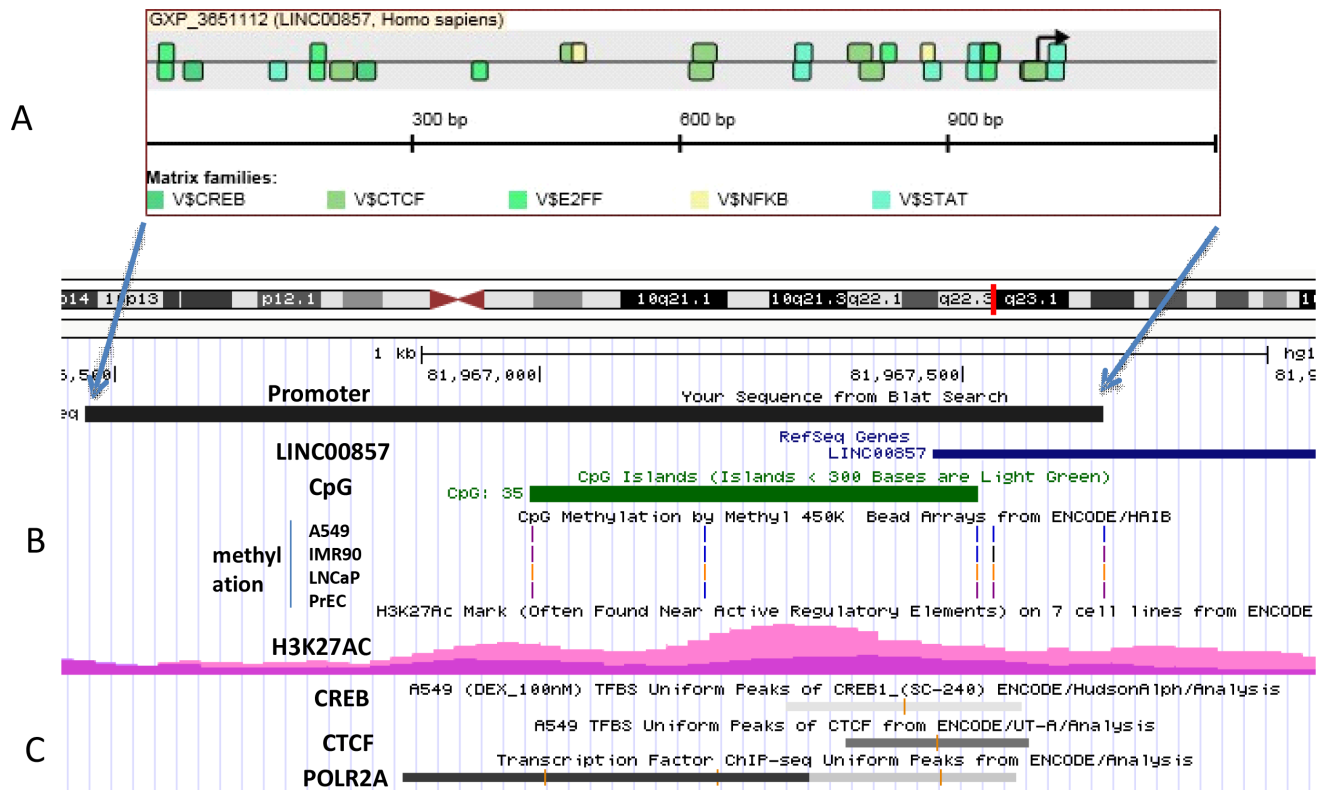 GXP_3651112 (LINC00857, Homo sapiens)
A
300 bp 600 bp 900 bp
Matrix families:
V$CREB V$CTCF V$E2FF V$NFKB V$STAT
p14 10p13 p12.1 10q21.1 10q21.3 q22.1 q22.3 q23.1
1 kb hg1
81,967,000 81,967,500 81,9
Promoter Your Sequence from Blat Search
eq
RefSeq Genes
LINC00857 LINC00857
CpG CpG Islands (Islands < 300 Bases are Light Green)
CpG: 35
CpG Methylation by Methyl 450K Bead Arrays from ENCODE/HAIB
B
methyl
ation
A549
IMR90
LNCaP
PrEC
H3K27Ac Mark (Often Found Near Active Regulatory Elements) on 7 cell lines from ENCODE
H3K27AC
CREB A549 (DEX_100nM) TFBS Uniform Peaks of CREB1_(SC-240) ENCODE/HudsonAlph/Analysis
A549 TFBS Uniform Peaks of CTCF from ENCODE/UT-A/Analysis
C
CTCF
Transcription Factor ChIP-seq Uniform Peaks from ENCODE/Analysis
POLR2A